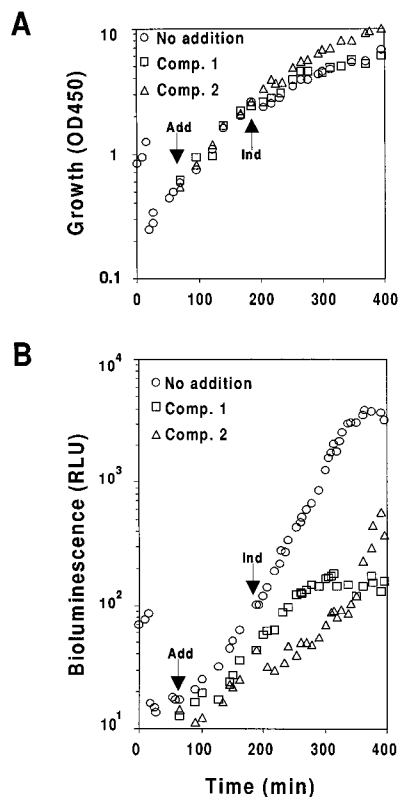 A
10
No addition
Comp. 1
Comp. 2
Add
Ind
1
0.1
Growth (OD450)
0 100 200 300 400
B
10^4
No addition
Comp. 1
Comp. 2
10^3
Ind
10^2
Add
10^1
Bioluminescence (RLU)
0 100 200 300 400
Time (min)